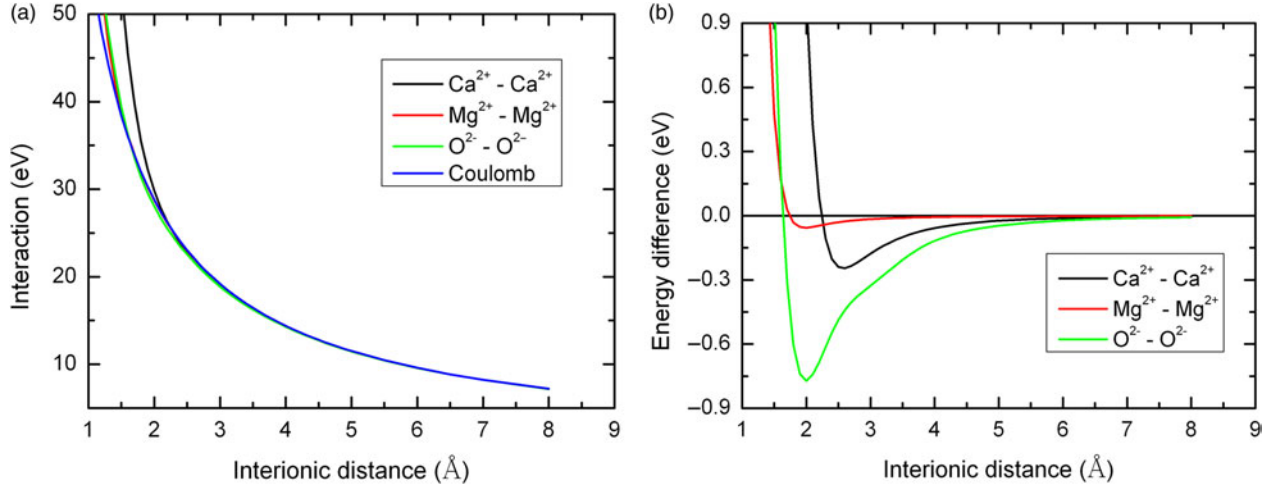 (a)
50
40
30
20
10
Interaction (eV)
Ca²⁺ - Ca²⁺
Mg²⁺ - Mg²⁺
O²⁻ - O²⁻
Coulomb
1 2 3 4 5 6 7 8 9
Interionic distance (Å)
(b)
0.9
0.6
0.3
0.0
−0.3
−0.6
−0.9
Energy difference (eV)
Ca²⁺ - Ca²⁺
Mg²⁺ - Mg²⁺
O²⁻ - O²⁻
1 2 3 4 5 6 7 8 9
Interionic distance (Å)